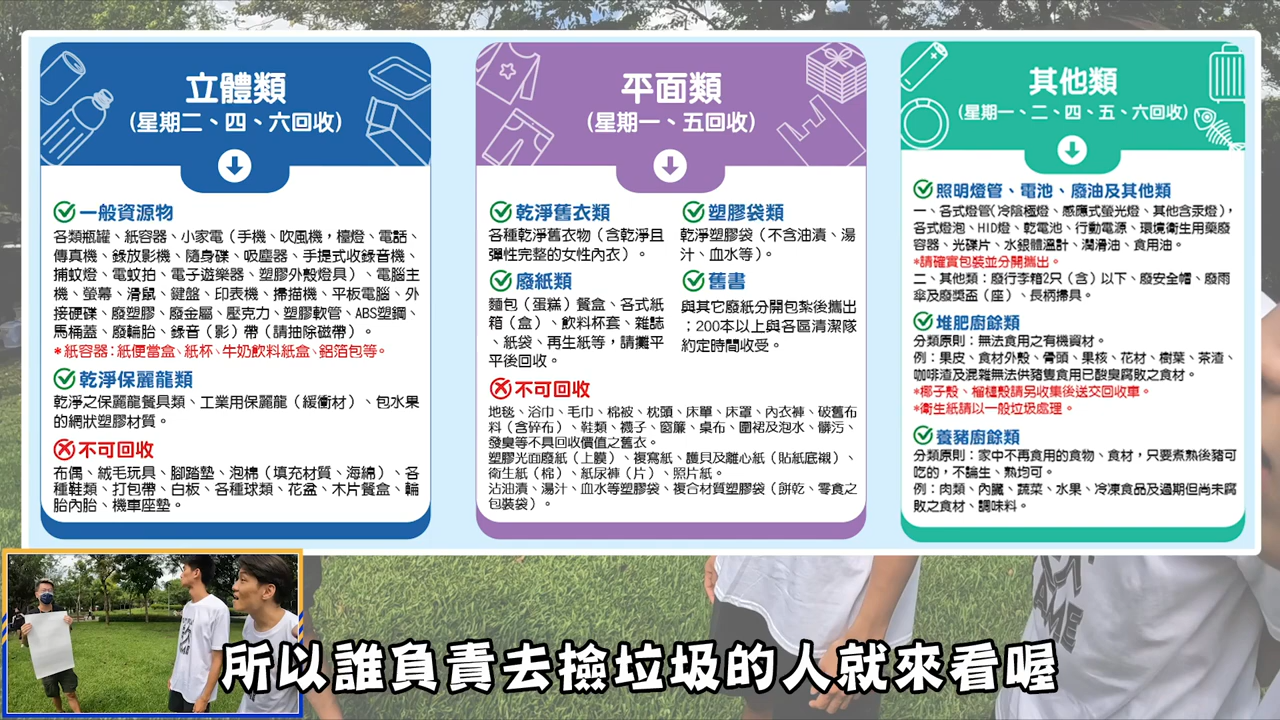 立體類
(星期二、四、六回收)
一般資源物
各類瓶罐、紙容器、小家電（手機、吹風機，檯燈、電話、
傳真機、錄放影機、隨身碟、吸塵器、手提式收錄音機、
捕蚊燈、電蚊拍、電子遊樂器、塑膠外殼燈具）、電腦主
機、螢幕、滑鼠、鍵盤、印表機、掃描機、平板電腦、外
接硬碟、廢塑膠、廢金屬、壓克力、塑膠軟管、ABS塑鋼、
馬桶蓋、廢輪胎、錄音（影）帶（請抽除磁帶）。
*紙容器：紙便當盒、紙杯、牛奶飲料紙盒、鋁箔包等。
乾淨保麗龍類
乾淨之保麗龍餐具類、工業用保麗龍（緩衝材）、包水果
的網狀塑膠材質。
不可回收
布偶、絨毛玩具、腳踏墊、泡棉（填充材質、海綿）、各
種鞋類、打包帶、白板、各種球類、花盆、木片餐盒、輪
胎內胎、機車座墊。
平面類
(星期一、五回收)
乾淨舊衣類
各種乾淨舊衣物（含乾淨且
彈性完整的女性內衣）。
塑膠袋類
乾淨塑膠袋（不含油漬、湯
汁、血水等）。
廢紙類
麵包（蛋糕）餐盒、各式紙
箱（盒）、飲料杯套、雜誌
、紙袋、再生紙等，請攤平
平後回收。
舊書
與其它廢紙分開包紮後攜出
；200本以上與各區清潔隊
約定時間收受。
不可回收
地毯、浴巾、毛巾、棉被、枕頭、床單、床罩、內衣褲、破舊布
料（含碎布）、鞋類、襪子、窗簾、桌布、圍裙及泡水、髒污、
發臭等不具回收價值之舊衣。
塑膠光面廢紙（上膜）、複寫紙、護貝及離心紙（貼紙底襯）、
衛生紙（棉）、紙尿褲（片）、照片紙。
沾油漬、湯汁、血水等塑膠袋、複合材質塑膠袋（餅乾、零食之
包裝袋）。
其他類
(星期一、二、四、五、六回收)
照明燈管、電池、廢油及其他類
一、各式燈管(冷陰極燈、感應式螢光燈、其他含汞燈)，
各式燈泡、HID燈、乾電池、行動電源、環境衛生用藥廢
容器、光碟片、水銀體溫計、潤滑油、食用油。
*請確實包裝並分開攜出。
二、其他類：廢行李箱2只（含）以下、廢安全帽、廢雨
傘及廢獎盃（座）、長柄掃具。
堆肥廚餘類
分類原則：無法食用之有機資材。
例：果皮、食材外殼、骨頭、果核、花材、樹葉、茶渣、
咖啡渣及混雜無法供豬隻食用已酸臭腐敗之食材。
*椰子殼、榴槤殼請另收集後送交回收車。
*衛生紙請以一般垃圾處理。
養豬廚餘類
分類原則：家中不再食用的食物、食材，只要煮熟後豬可
吃的，不論生、熟均可。
例：肉類、內臟、蔬菜、水果、冷凍食品及過期但尚未腐
敗之食材、調味料。
所以誰負責去撿垃圾的人就來看喔